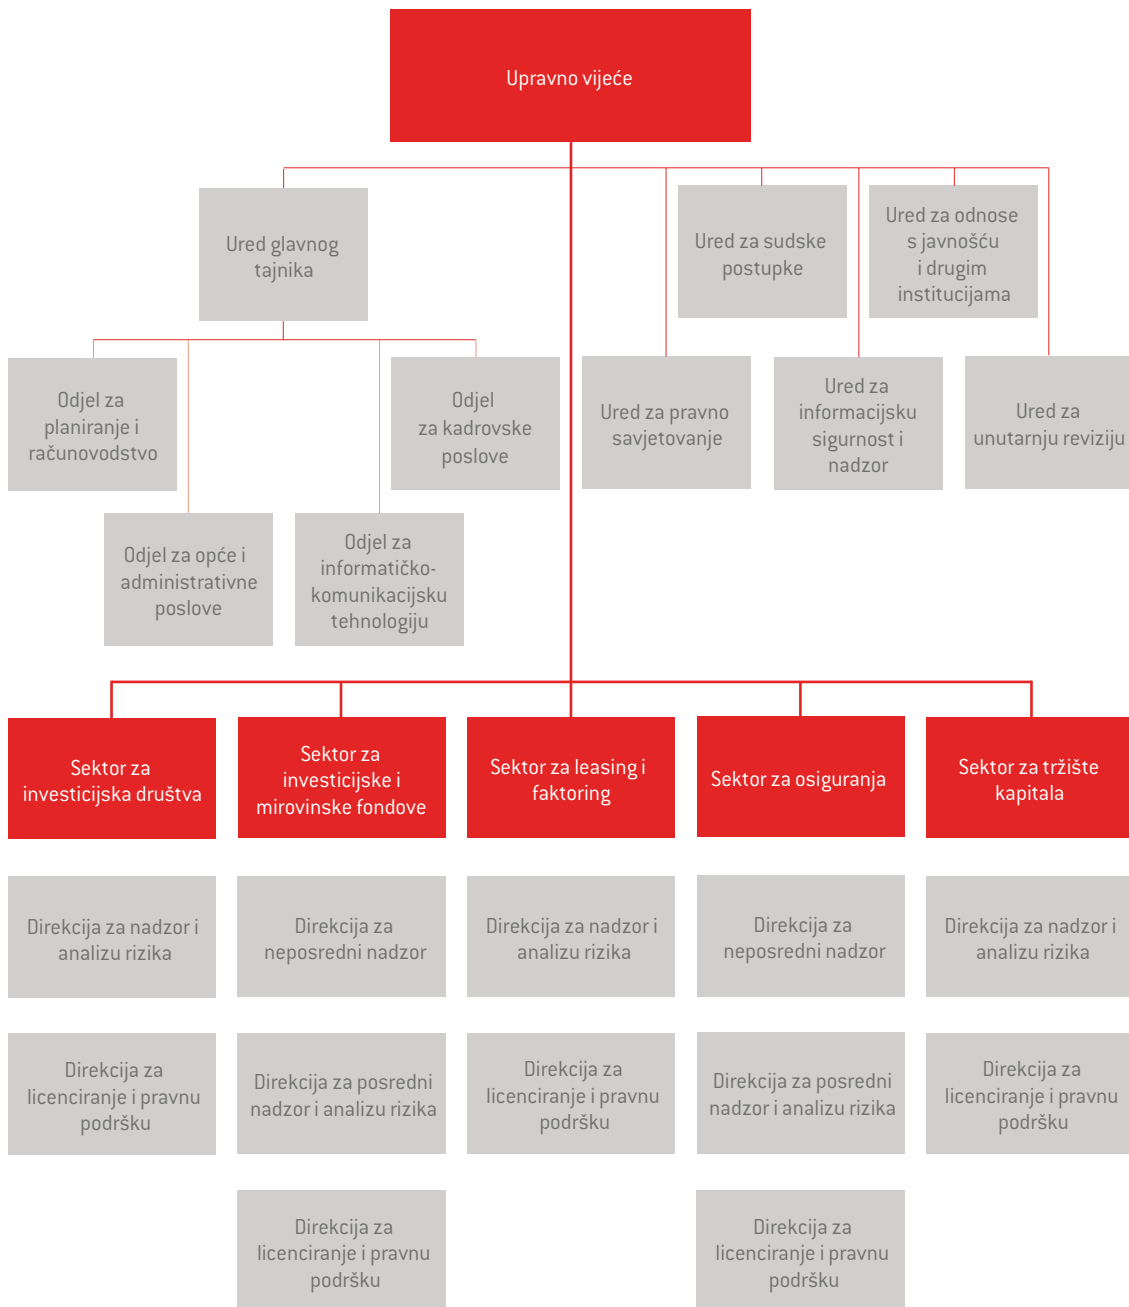 Upravno vijeće
Ured glavnog
tajnika
Ured za sudske
postupke
Ured za odnose
s javnošću
i drugim
institucijama
Odjel za
planiranje i
računovodstvo
Odjel
za kadrovske
poslove
Ured za pravno
savjetovanje
Ured za
informacijsku
sigurnost i
nadzor
Ured za
unutarnju reviziju
Odjel za opće i
administrativne
poslove
Odjel za
informatičko-
komunikacijsku
tehnologiju
Sektor za
investicijska društva
Sektor za
investicijske i
mirovinske fondove
Sektor za leasing i
faktoring
Sektor za osiguranja
Sektor za tržište
kapitala
Direkcija za nadzor i
analizu rizika
Direkcija za
neposredni nadzor
Direkcija za nadzor i
analizu rizika
Direkcija za
neposredni nadzor
Direkcija za nadzor i
analizu rizika
Direkcija za
licenciranje i pravnu
podršku
Direkcija za posredni
nadzor i analizu rizika
Direkcija za
licenciranje i pravnu
podršku
Direkcija za posredni
nadzor i analizu rizika
Direkcija za
licenciranje i pravnu
podršku
Direkcija za
licenciranje i pravnu
podršku
Direkcija za
licenciranje i pravnu
podršku